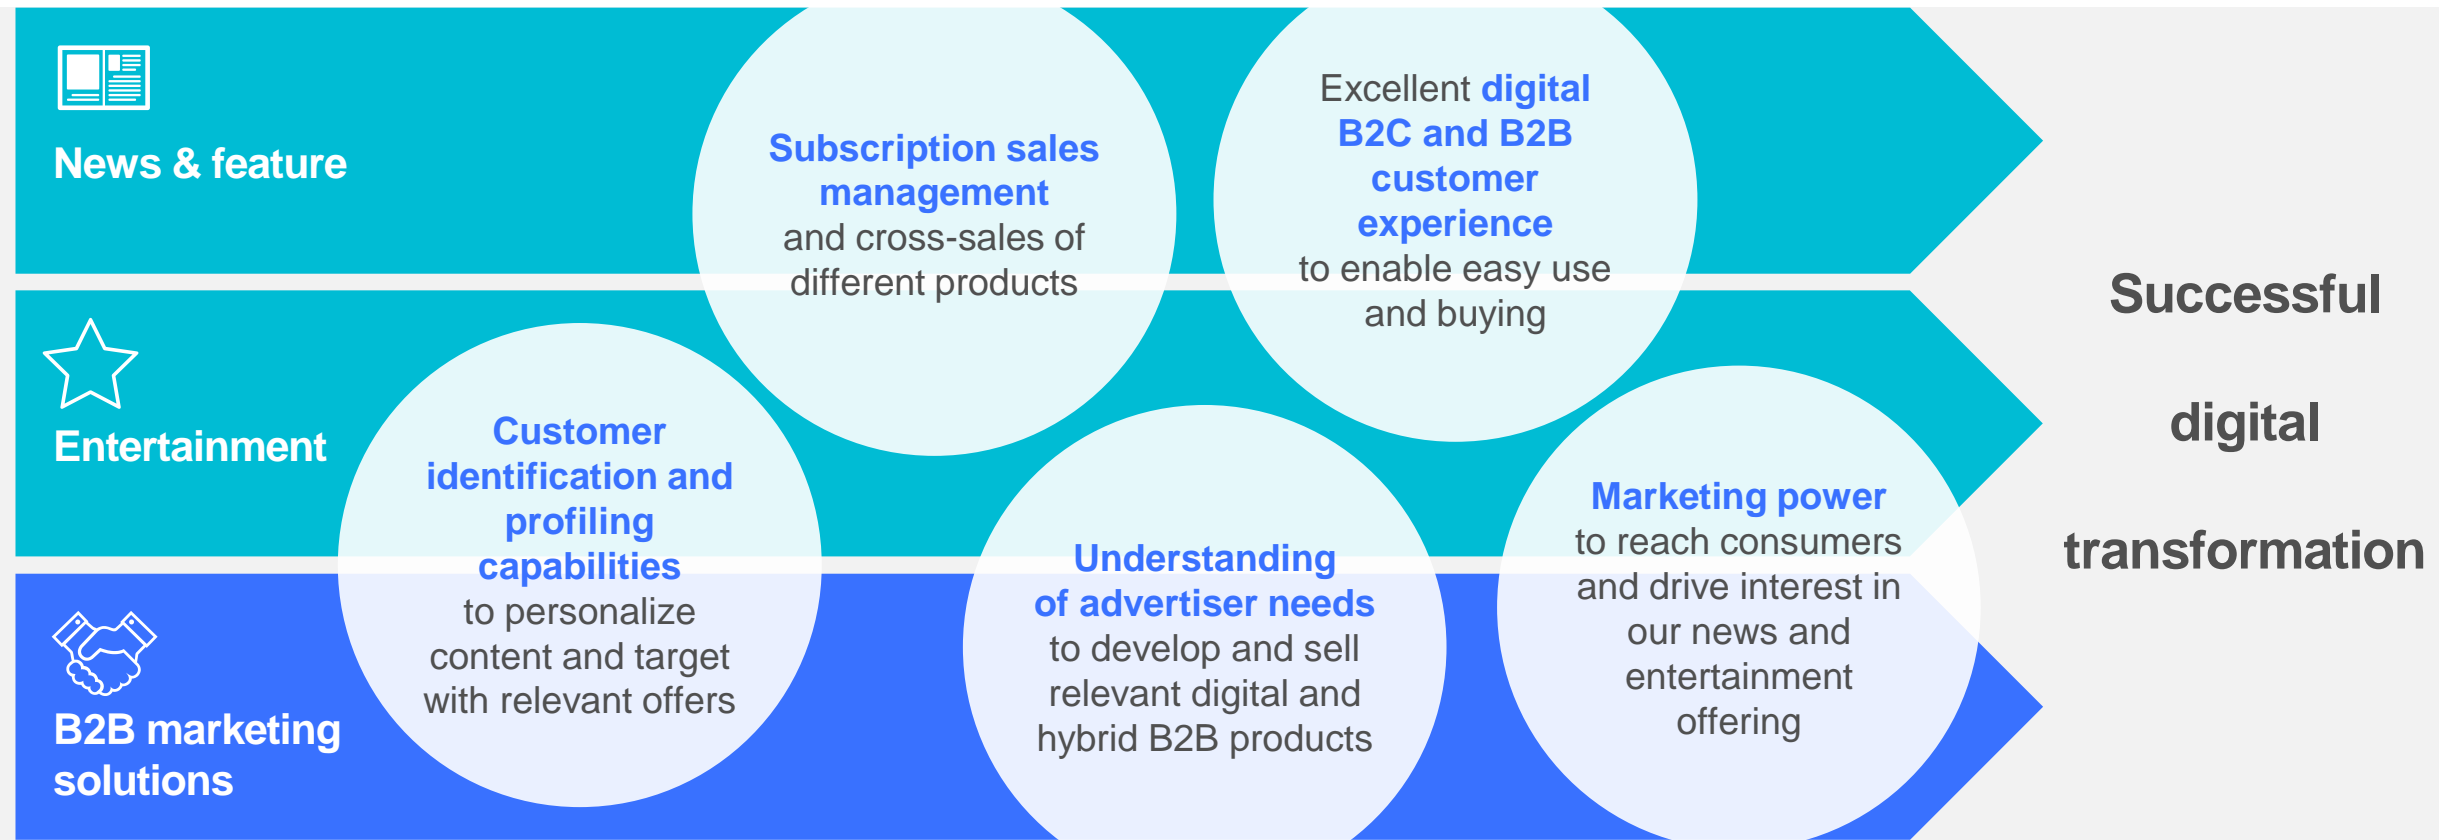 News & feature
Entertainment
B2B marketing
solutions
Customer
identification and
profiling
capabilities
to personalize
content and target
with relevant offers
Subscription sales
management
and cross-sales of
different products
Understanding
of advertiser needs
to develop and sell
relevant digital and
hybrid B2B products
Excellent digital
B2C and B2B
customer
experience
to enable easy use
and buying
Marketing power
to reach consumers
and drive interest in
our news and
entertainment
offering
Successful
digital
transformation